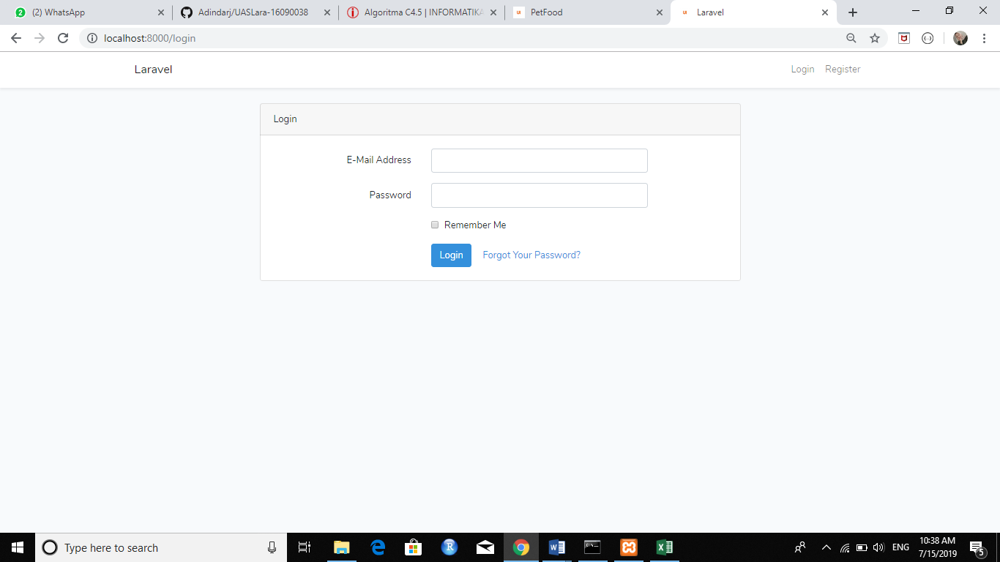 (2) WhatsApp
Adindarj/UASLara-16090038
Algoritma C4.5 | INFORMATIKA
UI PetFood
UI Laravel
localhost:8000/login
Laravel
Login Register
Login
E-Mail Address
Password
Remember Me
Login Forgot Your Password?
Type here to search
ENG
10:38 AM
7/15/2019
5